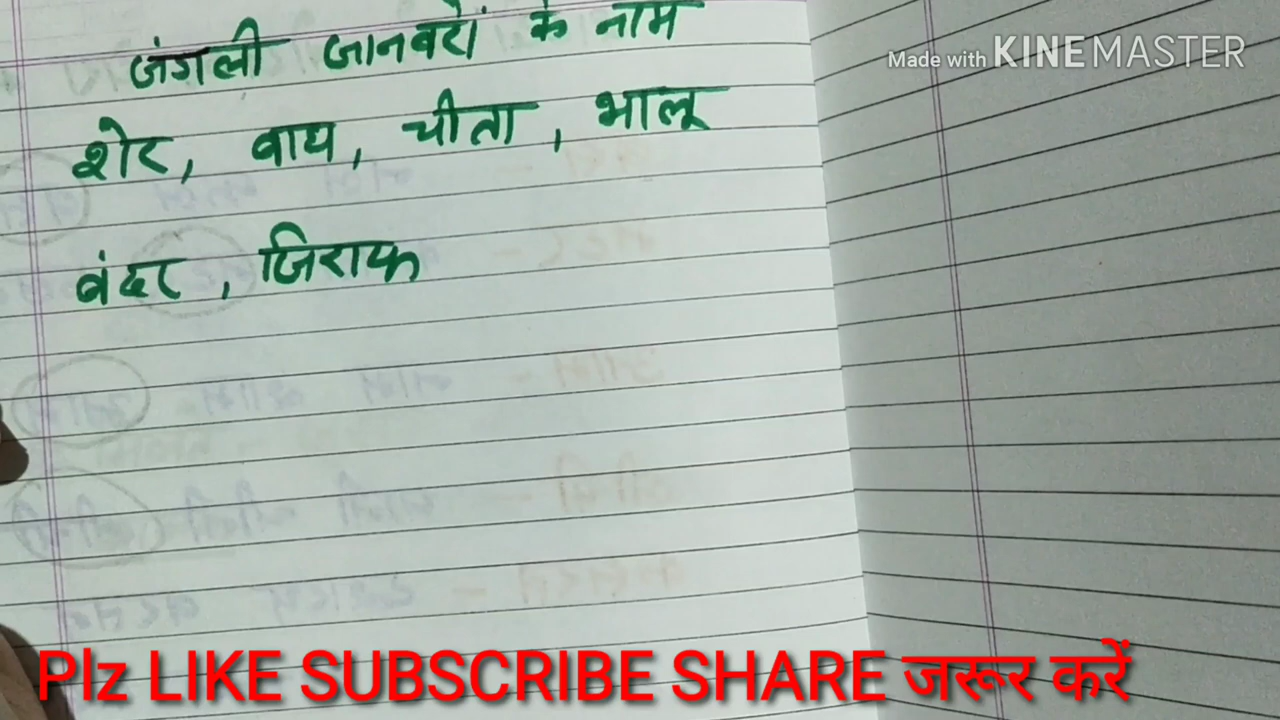 जंगली जानवरों के नाम
Made with KINEMASTER
शेर, वाघ, चीता, भालू
बंदर, जिराफ
Plz LIKE SUBSCRIBE SHARE जरूर करें